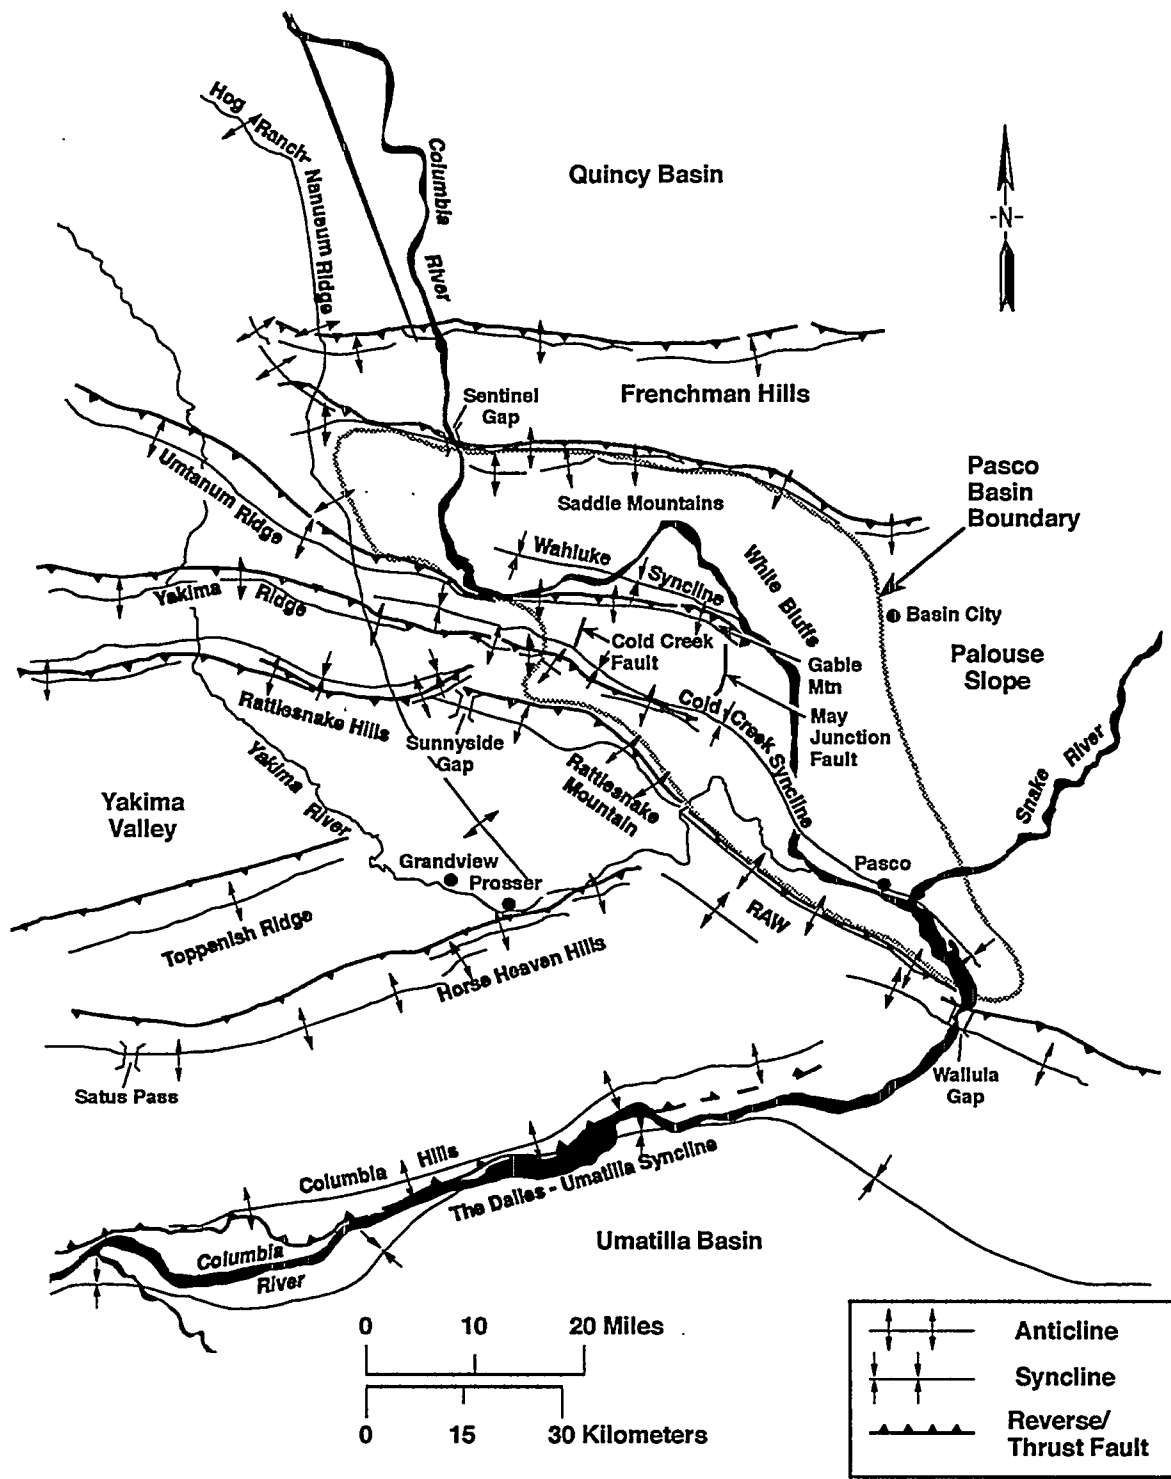 Hog
Ranch-
Nanuaum Ridge
Columbia
River
Quincy Basin
-N-
Sentinel
Gap
Frenchman Hills
Umtanum Ridge
Saddle Mountains
Pasco
Basin
Boundary
Wahluke
Syncline
White Bluffs
Yakima
Ridge
Cold Creek
Fault
Basin City
Gable
Mtn
Palouse
Slope
Rattlesnake Hills
Sunnyside
Gap
Cold Creek Syncline
May
Junction
Fault
Snake River
Yakima
River
Rattlesnake
Mountain
Yakima
Valley
Grandview
Prosser
Pasco
RAW
Toppenish Ridge
Horse Heaven Hills
Satus Pass
Wallula
Gap
Columbia Hills
The Dalles - Umatilla Syncline
Columbia
River
Umatilla Basin
0 10 20 Miles
0 15 30 Kilometers
Anticline
Syncline
Reverse/
Thrust Fault